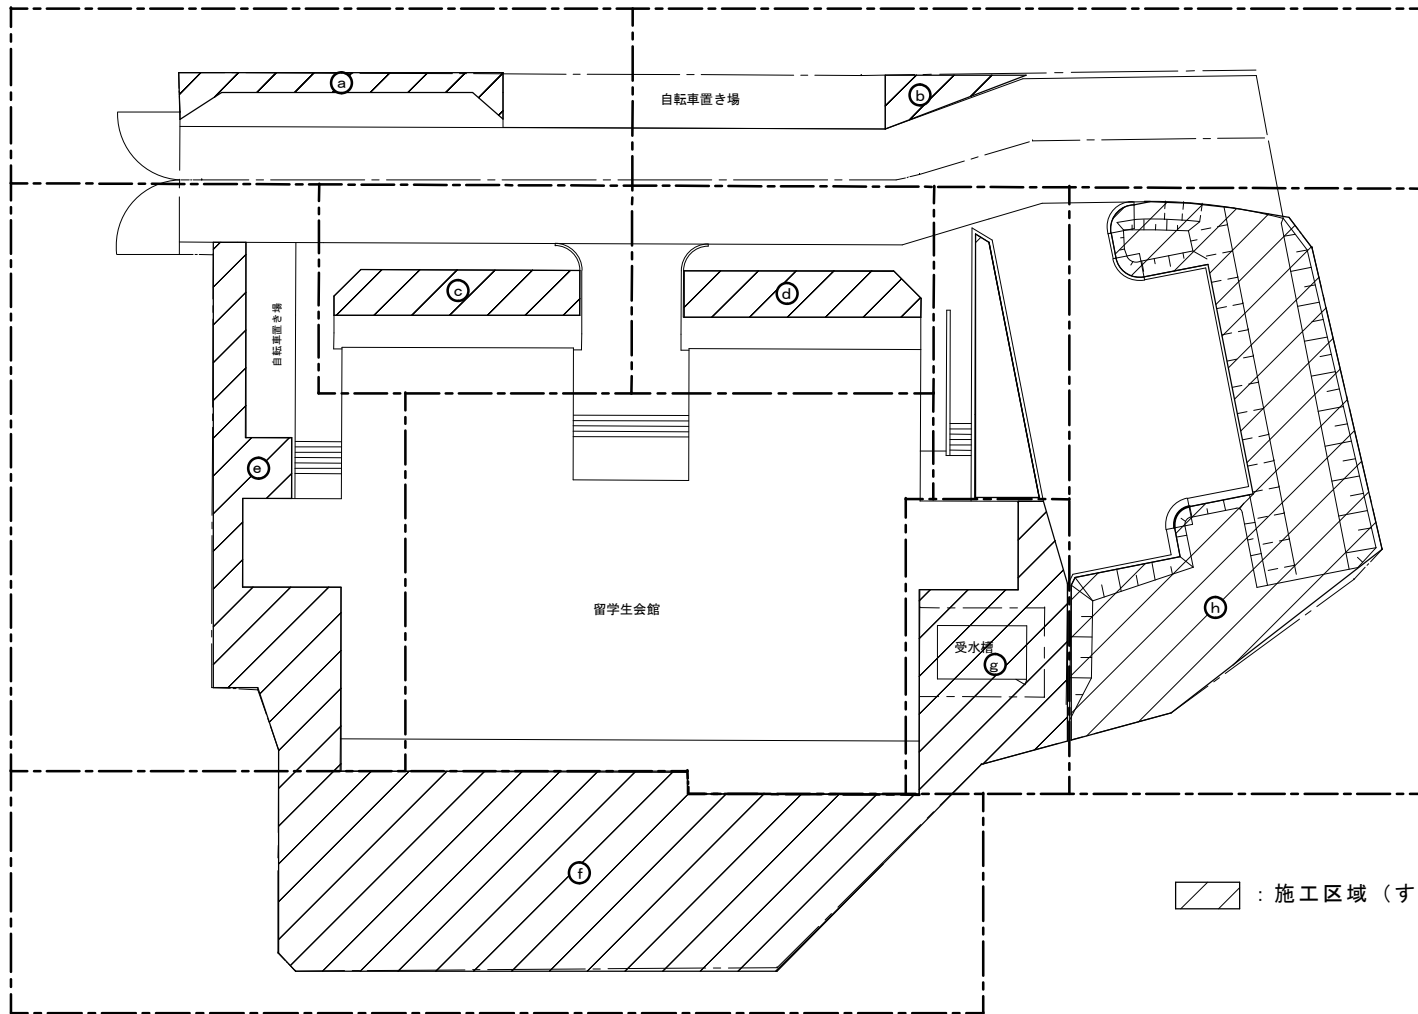 ⓐ
自転車置き場
ⓑ
ⓒ
ⓓ
自転車置き場
ⓔ
留学生会館
受水槽
ⓖ
ⓗ
ⓕ
：施工区域（す